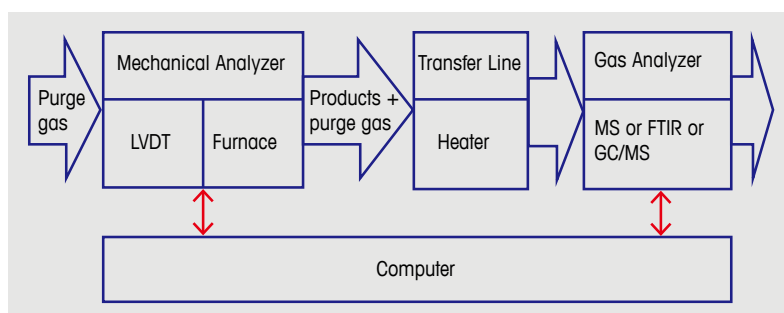 Purge
gas
Mechanical Analyzer
LVDT
Furnace
Products +
purge gas
Transfer Line
Heater
Gas Analyzer
MS or FTIR or
GC/MS
Computer